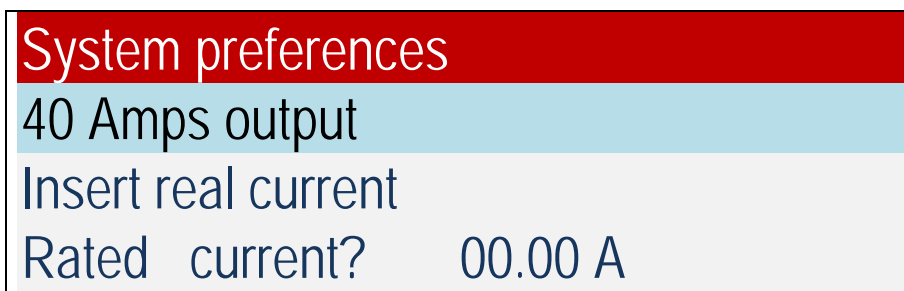 System preferences
40 Amps output
Insert real current
Rated current? 00.00 A